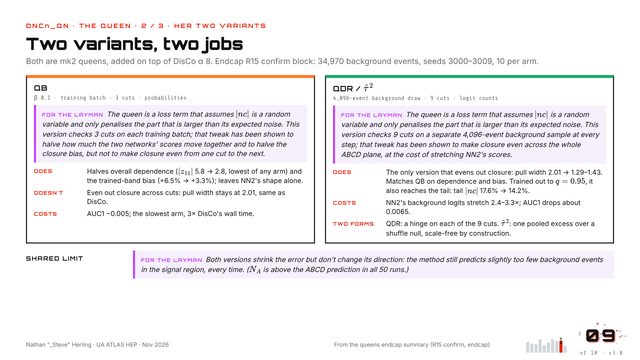 QNCn_QN · THE QUEEN · 2 / 3 · HER TWO VARIANTS
Two variants, two jobs
Both are mk2 queens, added on top of DisCo α 8. Endcap R15 confirm block: 34,970 background events, seeds 3000–3009, 10 per arm.
QB
β 0.3 · training batch · 3 cuts · probabilities
FOR THE LAYMAN The queen is a loss term that assumes |nc| is a random
variable and only penalises the part that is larger than its expected noise. This
version checks 3 cuts on each training batch; that tweak has been shown to
halve how much the two networks' scores move together and to halve the
closure bias, but not to make closure even from one cut to the next.
DOES
Halves overall dependence (|z11| 5.8 → 2.8, lowest of any arm) and
the trained-band bias (+6.5% → +3.3%); leaves NN2's shape alone.
DOESN'T
Even out closure across cuts: pull width stays at 2.01, same as
DisCo.
COSTS
AUC1 −0.005; the slowest arm, 3× DisCo's wall time.
QDR / τ̂²
4,096-event background draw · 9 cuts · logit counts
FOR THE LAYMAN The queen is a loss term that assumes |nc| is a random
variable and only penalises the part that is larger than its expected noise. This
version checks 9 cuts on a separate 4,096-event background sample at every
step; that tweak has been shown to make closure even across the whole
ABCD plane, at the cost of stretching NN2's scores.
DOES
The only version that evens out closure: pull width 2.01 → 1.29–1.43.
Matches QB on dependence and bias. Trained out to q = 0.95, it
also reaches the tail: tail |nc| 17.6% → 14.2%.
COSTS
NN2's background logits stretch 2.4–3.3×; AUC1 drops about
0.0065.
TWO FORMS
QDR: a hinge on each of the 9 cuts. τ̂²: one pooled excess over a
shuffle null, scale-free by construction.
SHARED LIMIT
FOR THE LAYMAN Both versions shrink the error but don't change its direction: the method still predicts slightly too few background events
in the signal region, every time. (N_A is above the ABCD prediction in all 50 runs.)
Nathan "_Steve" Herling · UA ATLAS HEP · Nov 2026
From the queens endcap summary (R15 confirm, endcap)
09
of 10 · v3.0